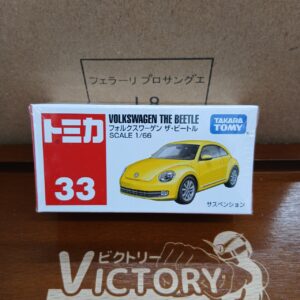 フェラーリ プロサングエ
トミカ
33
VOLKSWAGEN THE BEETLE
フォルクスワーゲン ザ・ビートル
SCALE 1/66
TAKARA
TOMY
サスペンション
ビクトリー
VICTORY